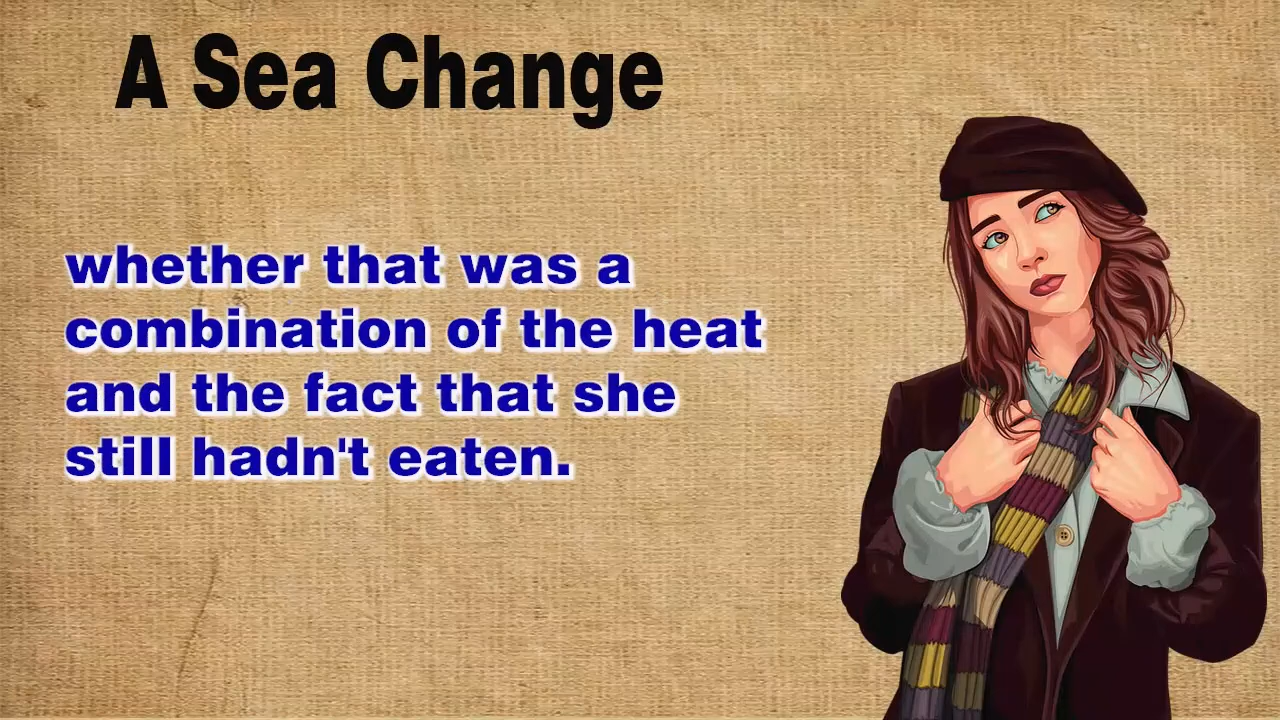 A Sea Change
whether that was a
combination of the heat
and the fact that she
still hadn't eaten.